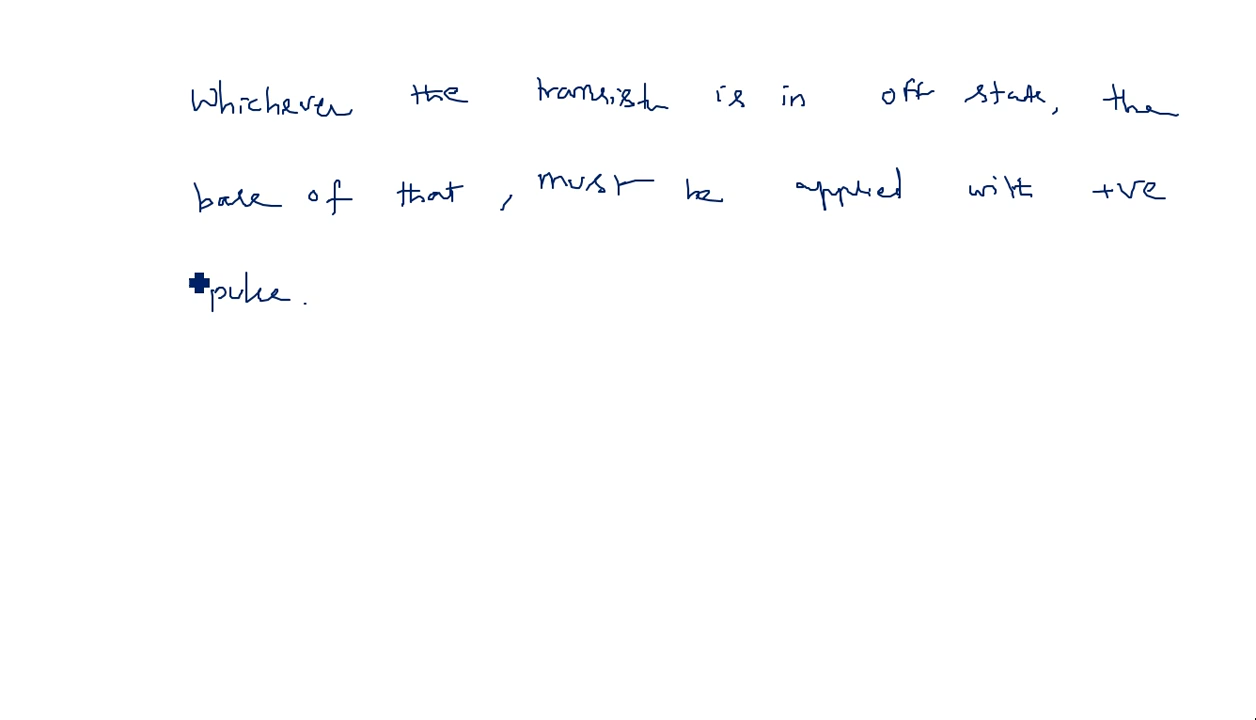 Whichever the transistor is in off state, the
base of that, must be applied with +ve
pulse.